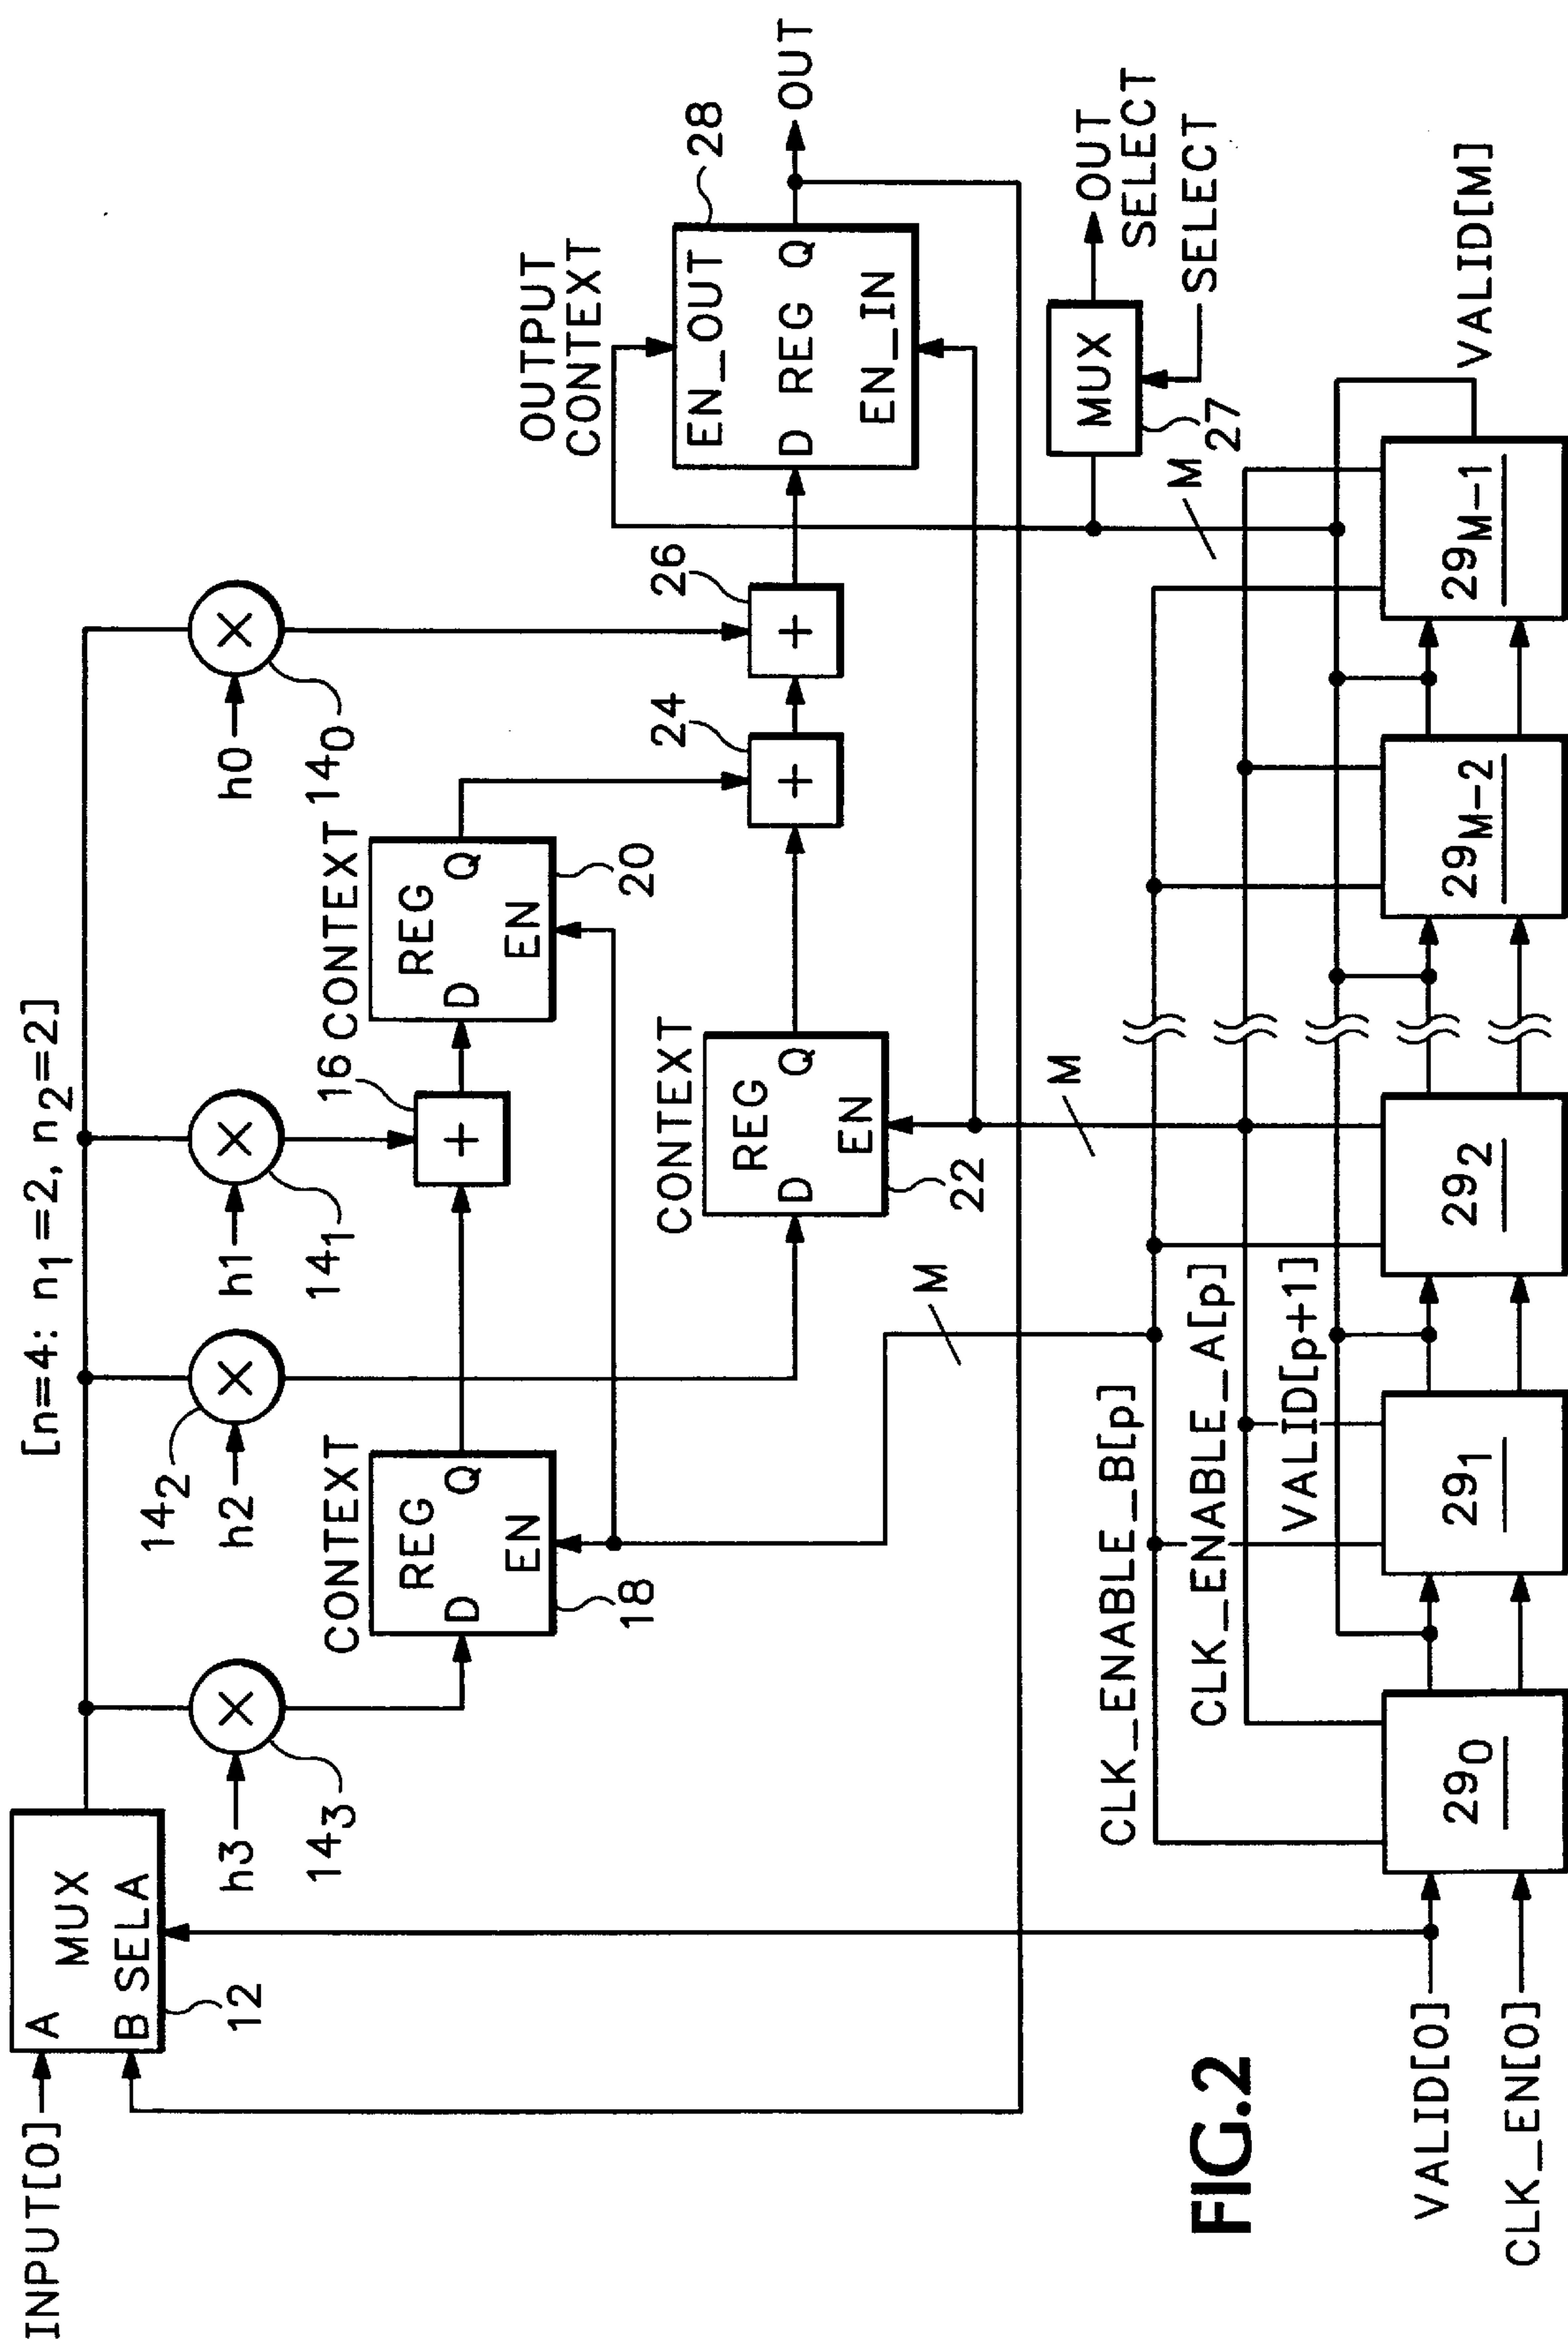 [n=4: n1=2, n2=2]
INPUT[0]
A
MUX
B SELA
12
h3
143
h2
142
h1
141
h0
140
CONTEXT
REG
D Q
EN
18
16
+
CONTEXT
REG
D Q
EN
20
CONTEXT
REG
D Q
EN
22
24
+
26
+
OUTPUT
CONTEXT
EN_OUT
D REG Q
EN_IN
28
OUT
MUX
27
OUT
SELECT
SELECT
M
M
M
CLK_ENABLE_B[p]
CLK_ENABLE_A[p]
VALID[p+1]
VALID[M]
VALID[0]
CLK_EN[0]
290
291
292
29M-2
29M-1
FIG.2